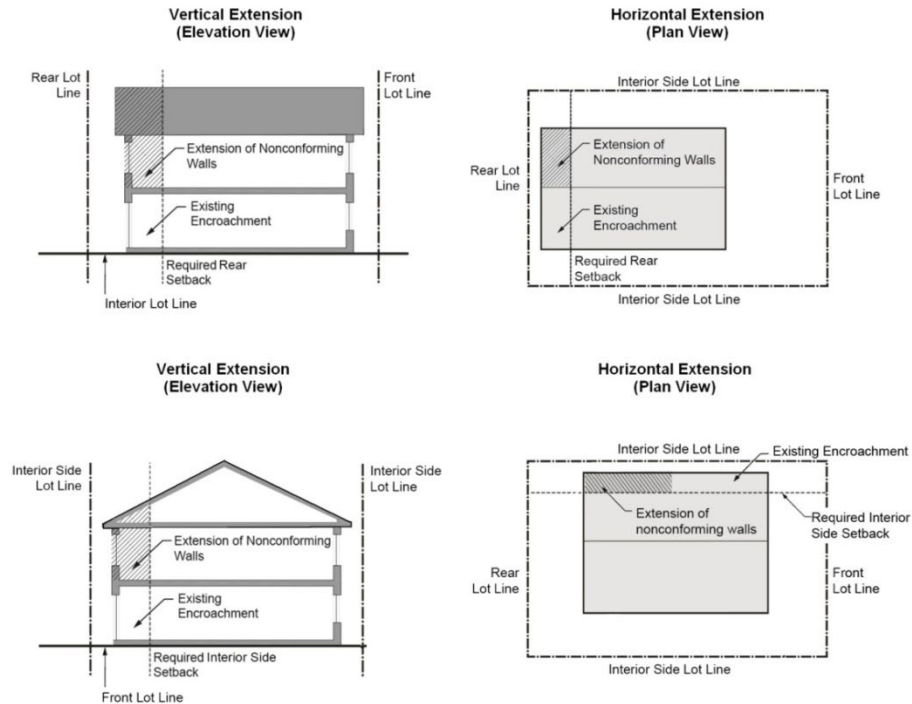 Vertical Extension
(Elevation View)
Rear Lot
Line
Front
Lot Line
Extension of Nonconforming
Walls
Existing
Encroachment
Required Rear
Setback
Interior Lot Line
Horizontal Extension
(Plan View)
Interior Side Lot Line
Extension of
Nonconforming Walls
Rear Lot
Line
Front
Lot Line
Existing
Encroachment
Required Rear
Setback
Interior Side Lot Line
Vertical Extension
(Elevation View)
Interior Side
Lot Line
Interior Side
Lot Line
Extension of Nonconforming
Walls
Existing
Encroachment
Required Interior Side
Setback
Front Lot Line
Horizontal Extension
(Plan View)
Interior Side Lot Line
Existing Encroachment
Extension of
nonconforming walls
Required Interior
Side Setback
Rear
Lot Line
Front
Lot Line
Interior Side Lot Line